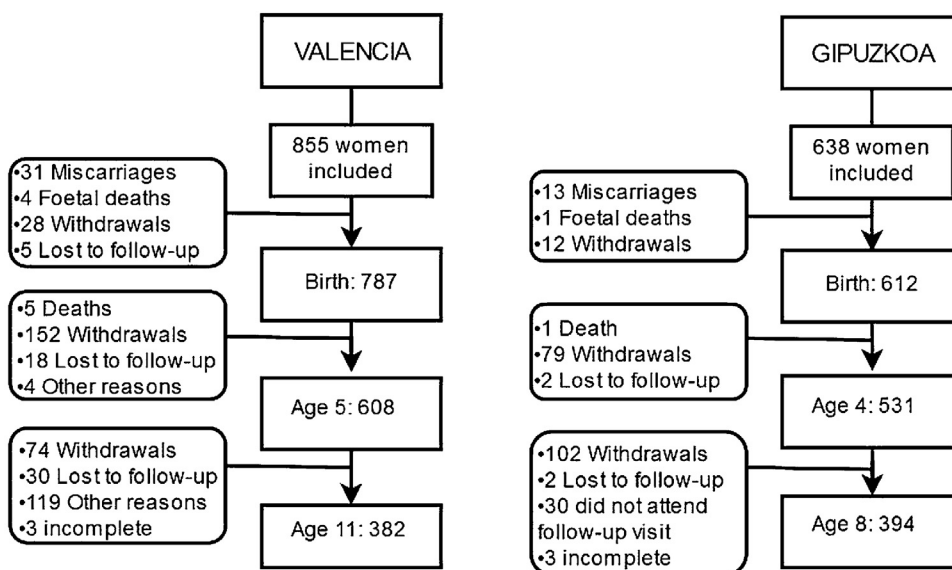 VALENCIA
855 women
included
•31 Miscarriages
•4 Foetal deaths
•28 Withdrawals
•5 Lost to follow-up
Birth: 787
•5 Deaths
•152 Withdrawals
•18 Lost to follow-up
•4 Other reasons
Age 5: 608
•74 Withdrawals
•30 Lost to follow-up
•119 Other reasons
•3 incomplete
Age 11: 382
GIPUZKOA
638 women
included
•13 Miscarriages
•1 Foetal deaths
•12 Withdrawals
Birth: 612
•1 Death
•79 Withdrawals
•2 Lost to follow-up
Age 4: 531
•102 Withdrawals
•2 Lost to follow-up
•30 did not attend
follow-up visit
•3 incomplete
Age 8: 394